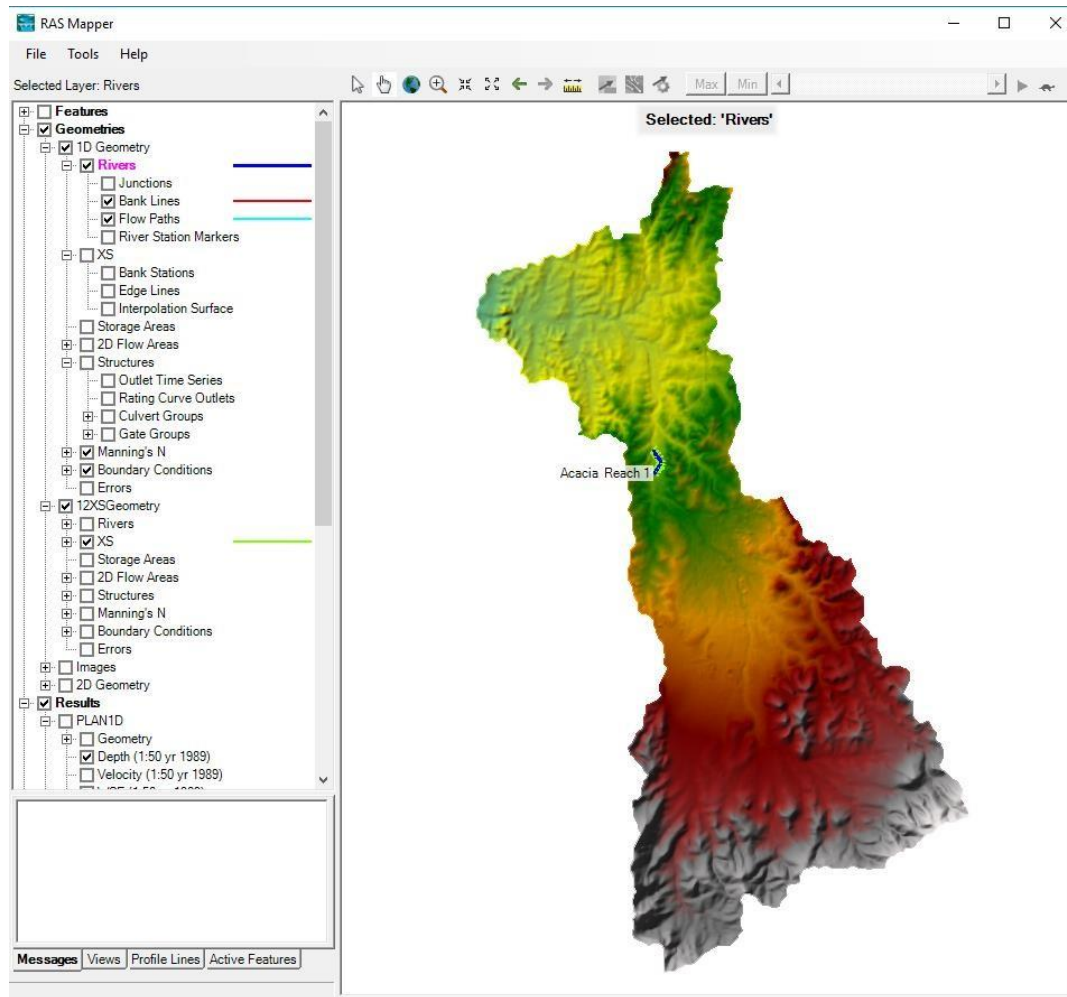 RAS Mapper
File Tools Help
Selected Layer: Rivers
Max Min
Features
Geometries
1D Geometry
Rivers
Junctions
Bank Lines
Flow Paths
River Station Markers
XS
Bank Stations
Edge Lines
Interpolation Surface
Storage Areas
2D Flow Areas
Structures
Outlet Time Series
Rating Curve Outlets
Culvert Groups
Gate Groups
Manning's N
Boundary Conditions
Errors
12XSGeometry
Rivers
XS
Storage Areas
2D Flow Areas
Structures
Manning's N
Boundary Conditions
Errors
Images
2D Geometry
Results
PLAN1D
Geometry
Depth (1:50 yr 1989)
Velocity (1:50 yr 1989)
Messages Views Profile Lines Active Features
Selected: 'Rivers'
Acacia Reach 1